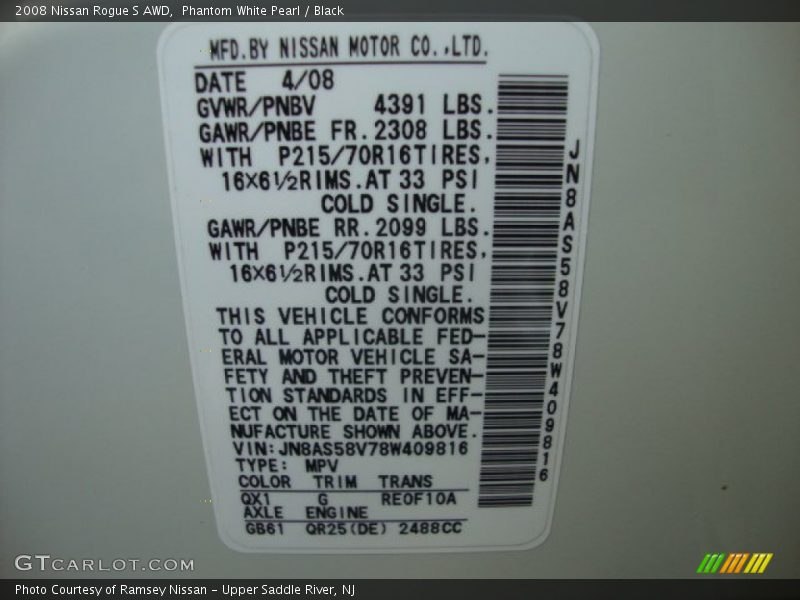 2008 Nissan Rogue S AWD,  Phantom White Pearl / Black
MFD.BY NISSAN MOTOR CO.,LTD.
DATE 4/08
GVWR/PNBV 4391 LBS.
GAWR/PNBE FR.2308 LBS.
WITH P215/70R16TIRES,
16X6½RIMS.AT 33 PSI
COLD SINGLE.
GAWR/PNBE RR.2099 LBS.
WITH P215/70R16TIRES,
16X6½RIMS.AT 33 PSI
COLD SINGLE.
THIS VEHICLE CONFORMS
TO ALL APPLICABLE FED-
ERAL MOTOR VEHICLE SA-
FETY AND THEFT PREVEN-
TION STANDARDS IN EFF-
ECT ON THE DATE OF MA-
NUFACTURE SHOWN ABOVE.
VIN:JN8AS58V78W409816
TYPE: MPV
COLOR TRIM TRANS
QX1 G RE0F10A
AXLE ENGINE
GB61 QR25(DE) 2488CC
JN8AS58V78W409816
GTCARLOT.COM
Photo Courtesy of Ramsey Nissan - Upper Saddle River, NJ